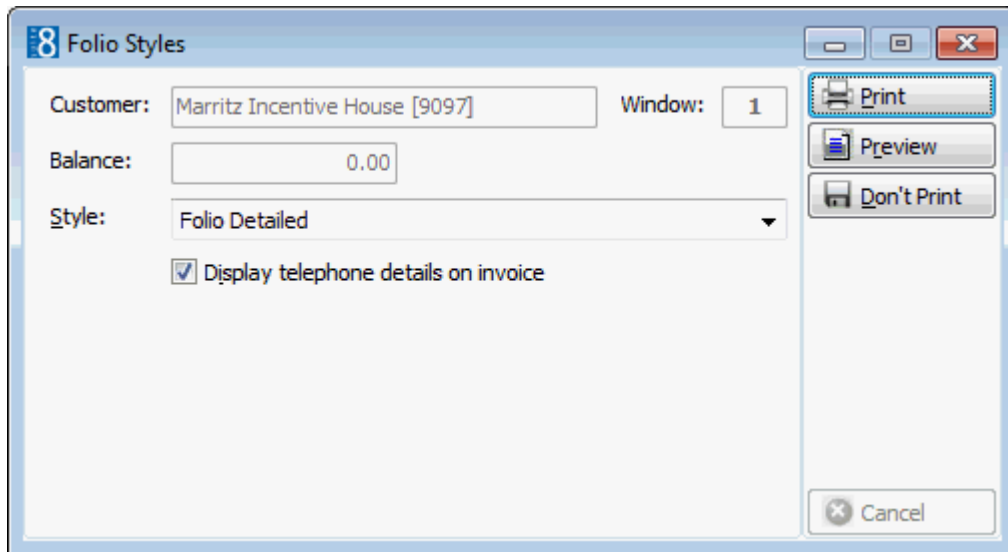 8 Folio Styles
Customer: Marritz Incentive House [9097] Window: 1 Print
Balance: 0.00 Preview
Style: Folio Detailed Don't Print
Display telephone details on invoice
Cancel